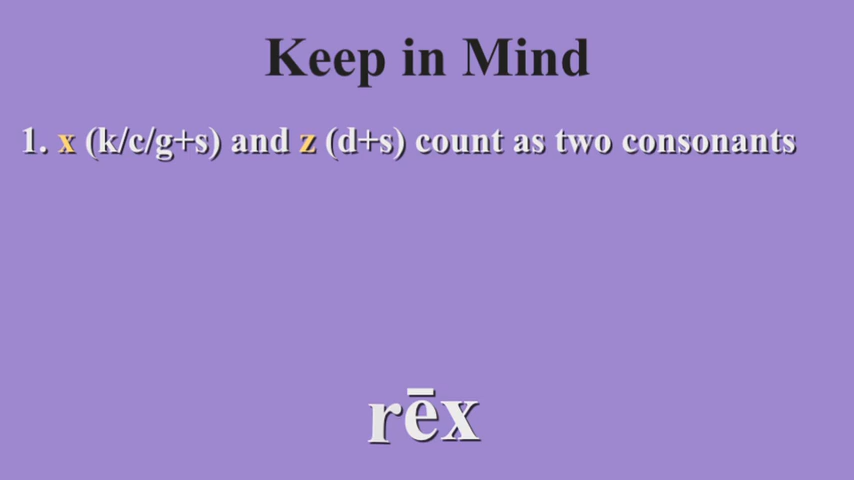 Keep in Mind
1. x (k/c/g+s) and z (d+s) count as two consonants
rēx